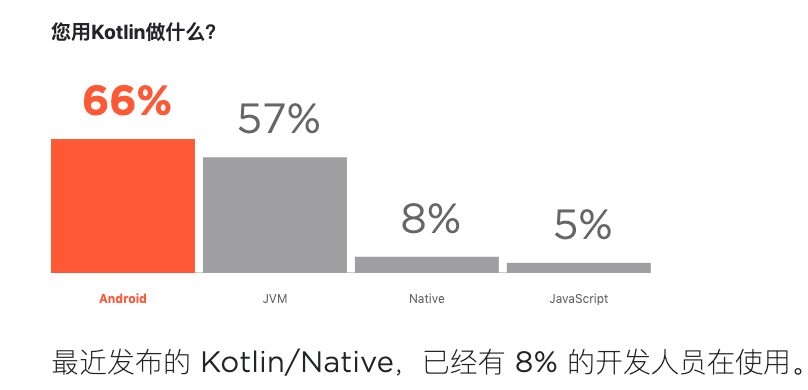 您用Kotlin做什么?
66%
57%
8%
5%
Android
JVM
Native
JavaScript
最近发布的 Kotlin/Native，已经有 8% 的开发人员在使用。